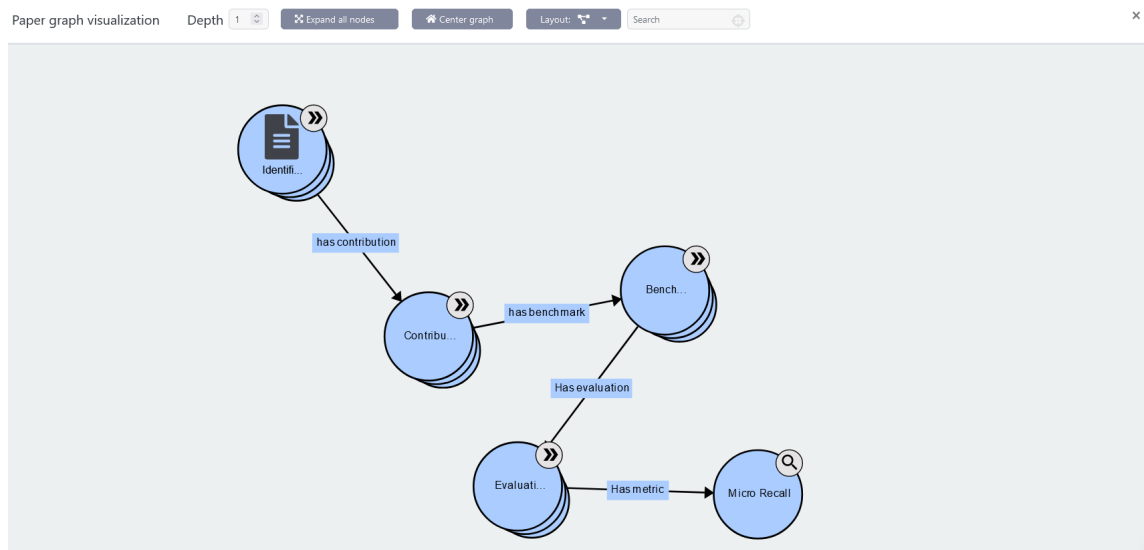 Paper graph visualization
Depth 1
Expand all nodes
Center graph
Layout:
Search
×
Identifi...
has contribution
Contribu...
has benchmark
Bench...
Has evaluation
Evaluati...
Has metric
Micro Recall